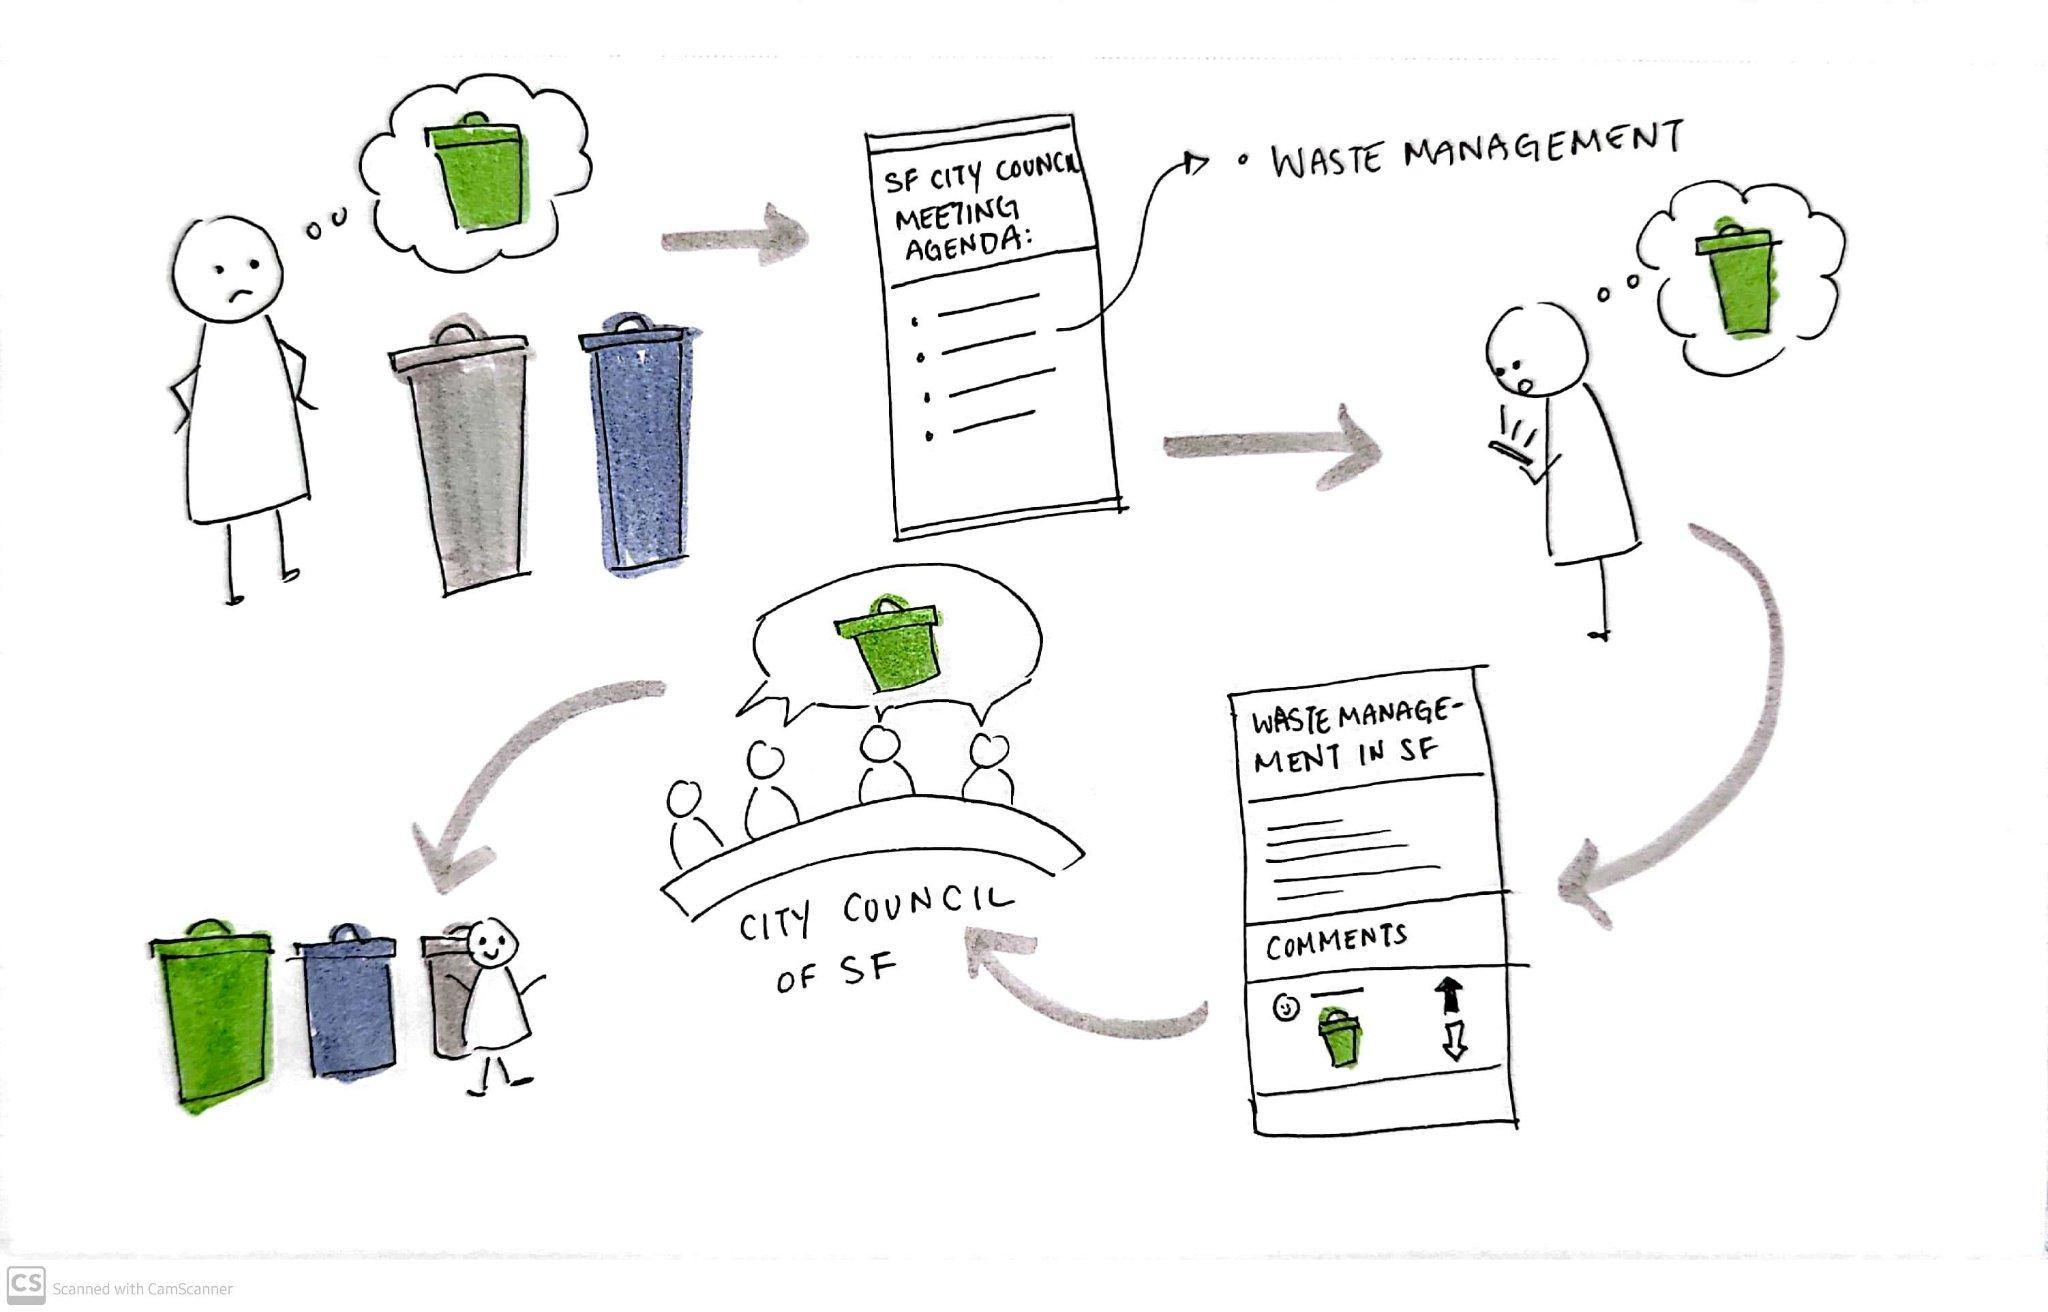 SF CITY COUNCIL
MEETING
AGENDA:
• WASTE MANAGEMENT
WASTE MANAGE-
MENT IN SF
COMMENTS
CITY COUNCIL
OF SF
CS Scanned with CamScanner